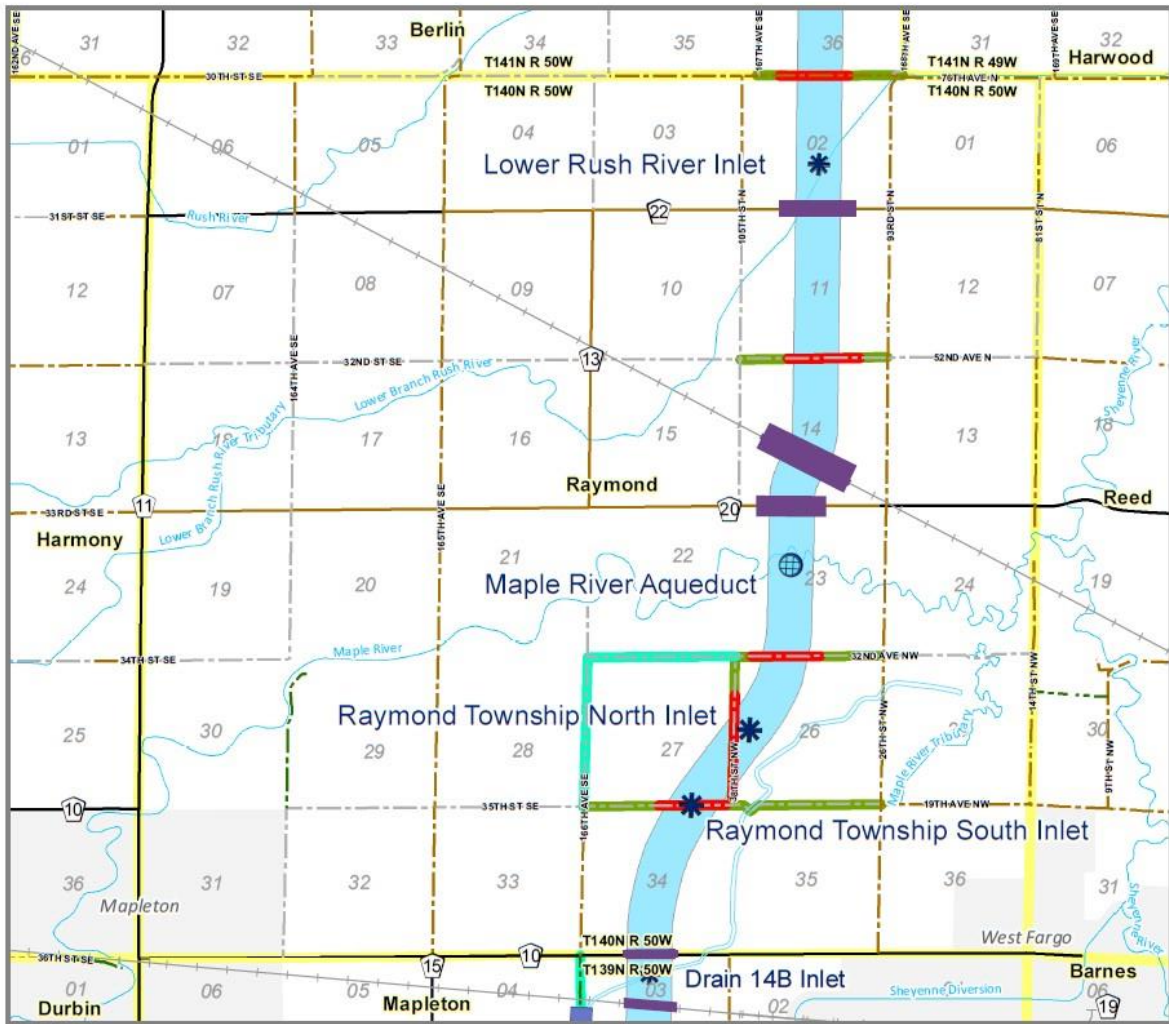 31
32
33
Berlin
34
35
36
31
32
T141N R 50W
T141N R 49W
Harwood
162ND AVE SE
167TH AVE SE
168TH AVE SE
169TH AVE SE
30TH ST SE
76TH AVE N
T140N R 50W
T140N R 50W
01
06
05
04
03
02
01
06
Lower Rush River Inlet
Rush River
31ST ST SE
22
105TH ST N
93RD ST N
81ST ST N
12
07
08
09
10
11
12
07
164TH AVE SE
32ND ST SE
13
52ND AVE N
Lower Branch Rush River
Sheyenne River
Lower Branch Rush River Tributary
13
18
17
16
15
14
13
18
Raymond
Reed
11
20
33RD ST SE
Harmony
Lower Branch Rush River
165TH AVE SE
24
19
20
21
22
23
24
19
Maple River Aqueduct
34TH ST SE
Maple River
32ND AVE NW
14TH ST NW
Raymond Township North Inlet
25
30
29
28
27
26
30
38TH ST NW
26TH ST NW
Maple River Tributary
9TH ST NW
166TH AVE SE
10
35TH ST SE
19TH AVE NW
Raymond Township South Inlet
36
31
32
33
34
35
36
31
Mapleton
West Fargo
Sheyenne River
T140N R 50W
36TH ST SE
15
10
T139N R 50W
Drain 14B Inlet
Barnes
01
06
05
04
03
02
Sheyenne Diversion
06
Durbin
Mapleton
19